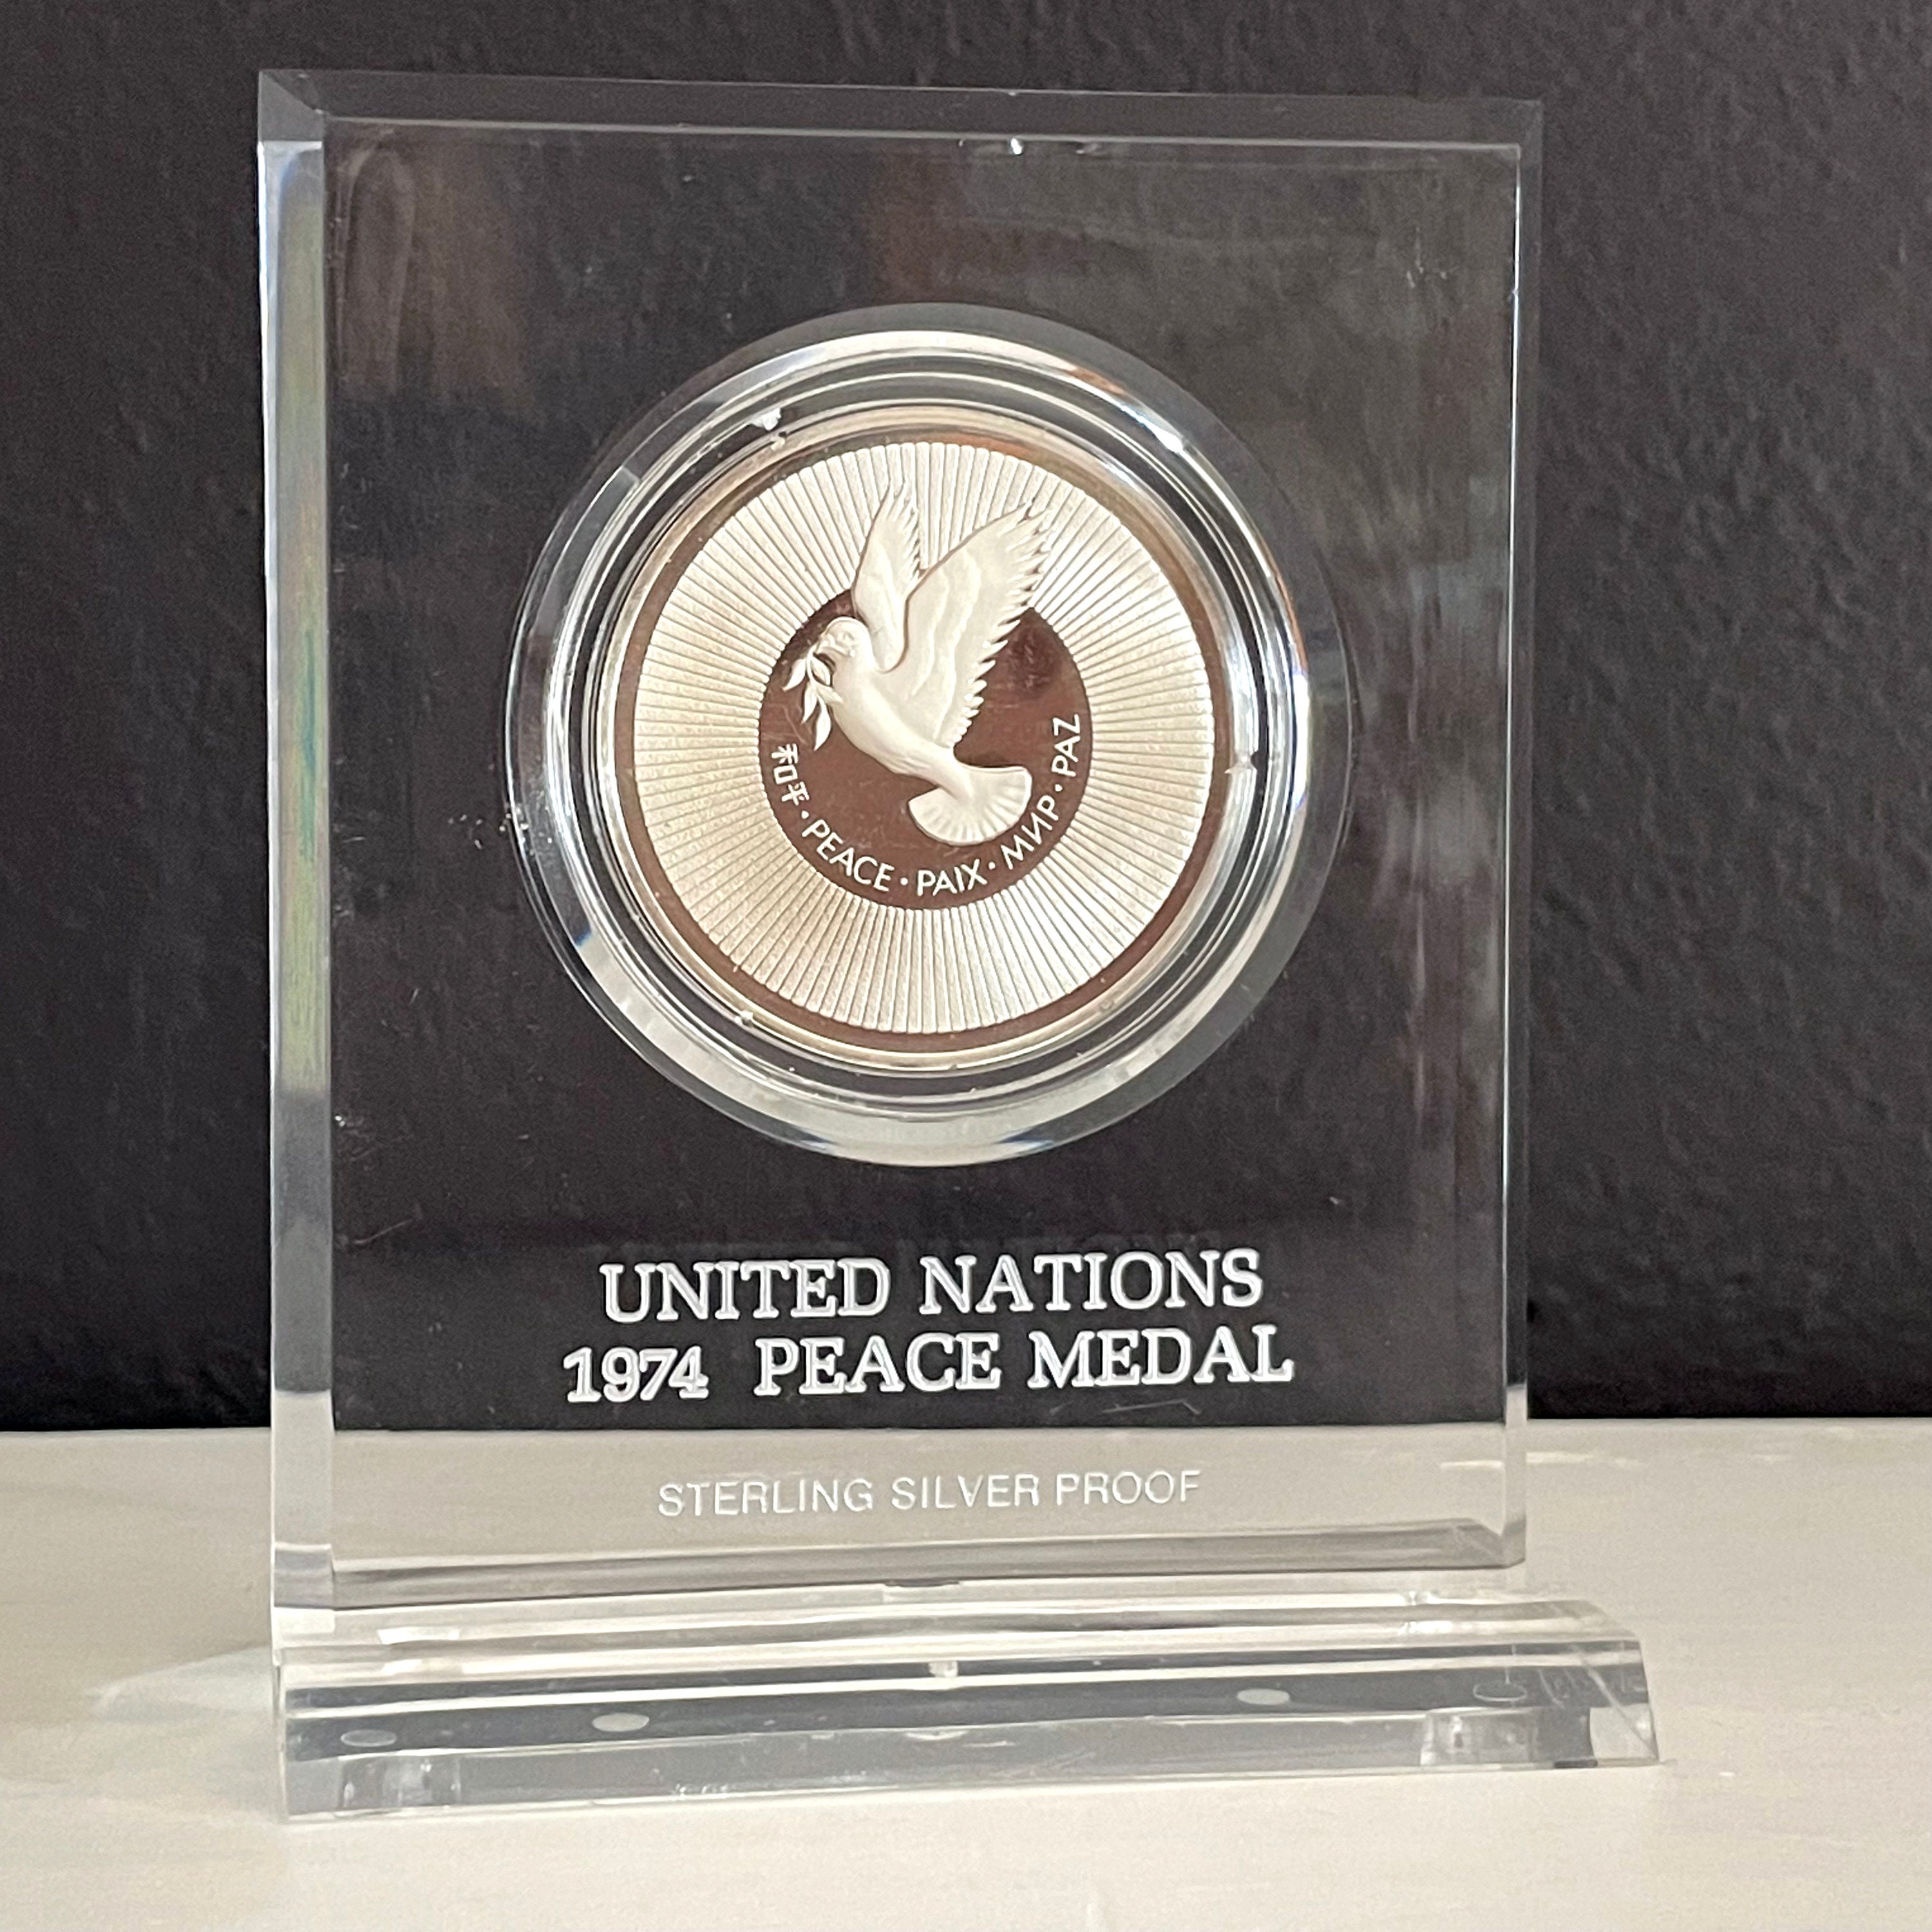 和平·PEACE·PAIX·МИР·PAZ
UNITED NATIONS
1974 PEACE MEDAL
STERLING SILVER PROOF